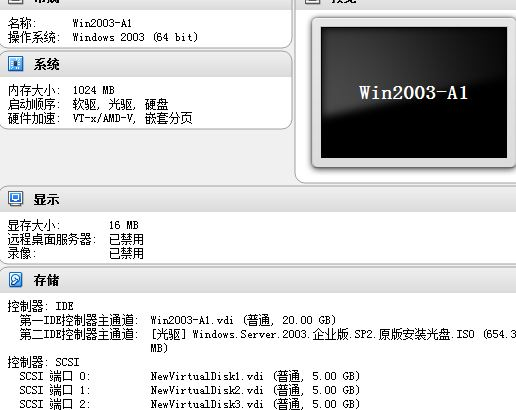 常规
预览
名称: Win2003-A1
操作系统: Windows 2003 (64 bit)
Win2003-A1
系统
内存大小: 1024 MB
启动顺序: 软驱, 光驱, 硬盘
硬件加速: VT-x/AMD-V, 嵌套分页
显示
显存大小: 16 MB
远程桌面服务器: 已禁用
录像: 已禁用
存储
控制器: IDE
第一IDE控制器主通道: Win2003-A1.vdi (普通, 20.00 GB)
第二IDE控制器主通道: [光驱] Windows.Server.2003.企业版.SP2.原版安装光盘.ISO (654.3
MB)
控制器: SCSI
SCSI 端口 0: NewVirtualDisk1.vdi (普通, 5.00 GB)
SCSI 端口 1: NewVirtualDisk2.vdi (普通, 5.00 GB)
SCSI 端口 2: NewVirtualDisk3.vdi (普通, 5.00 GB)